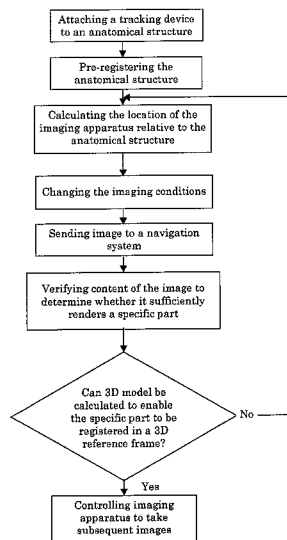 Attaching a tracking device
to an anatomical structure
Pre-registering the
anatomical structure
Calculating the location of the
imaging apparatus relative to the
anatomical structure
Changing the imaging conditions
Sending image to a navigation
system
Verifying content of the image to
determine whether it sufficiently
renders a specific part
Can 3D model be
calculated to enable
the specific part to be
registered in a 3D
reference frame?
No
Yes
Controlling imaging
apparatus to take
subsequent images